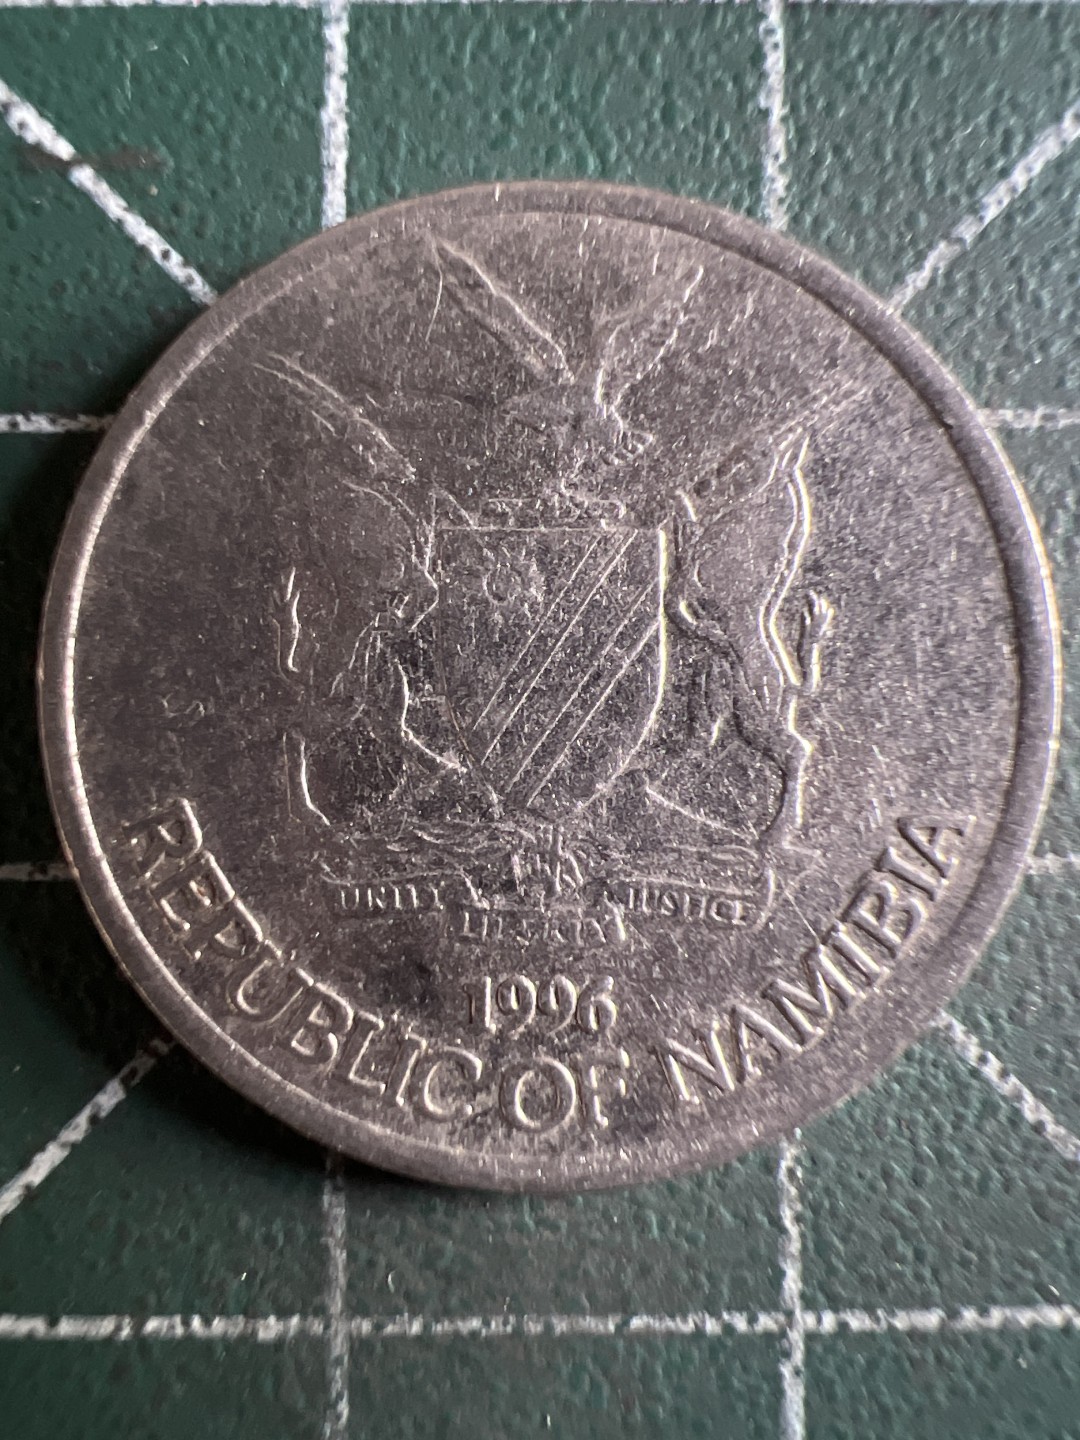 UNITY
JUSTICE
LIBERTY
1996
REPUBLIC OF NAMIBIA